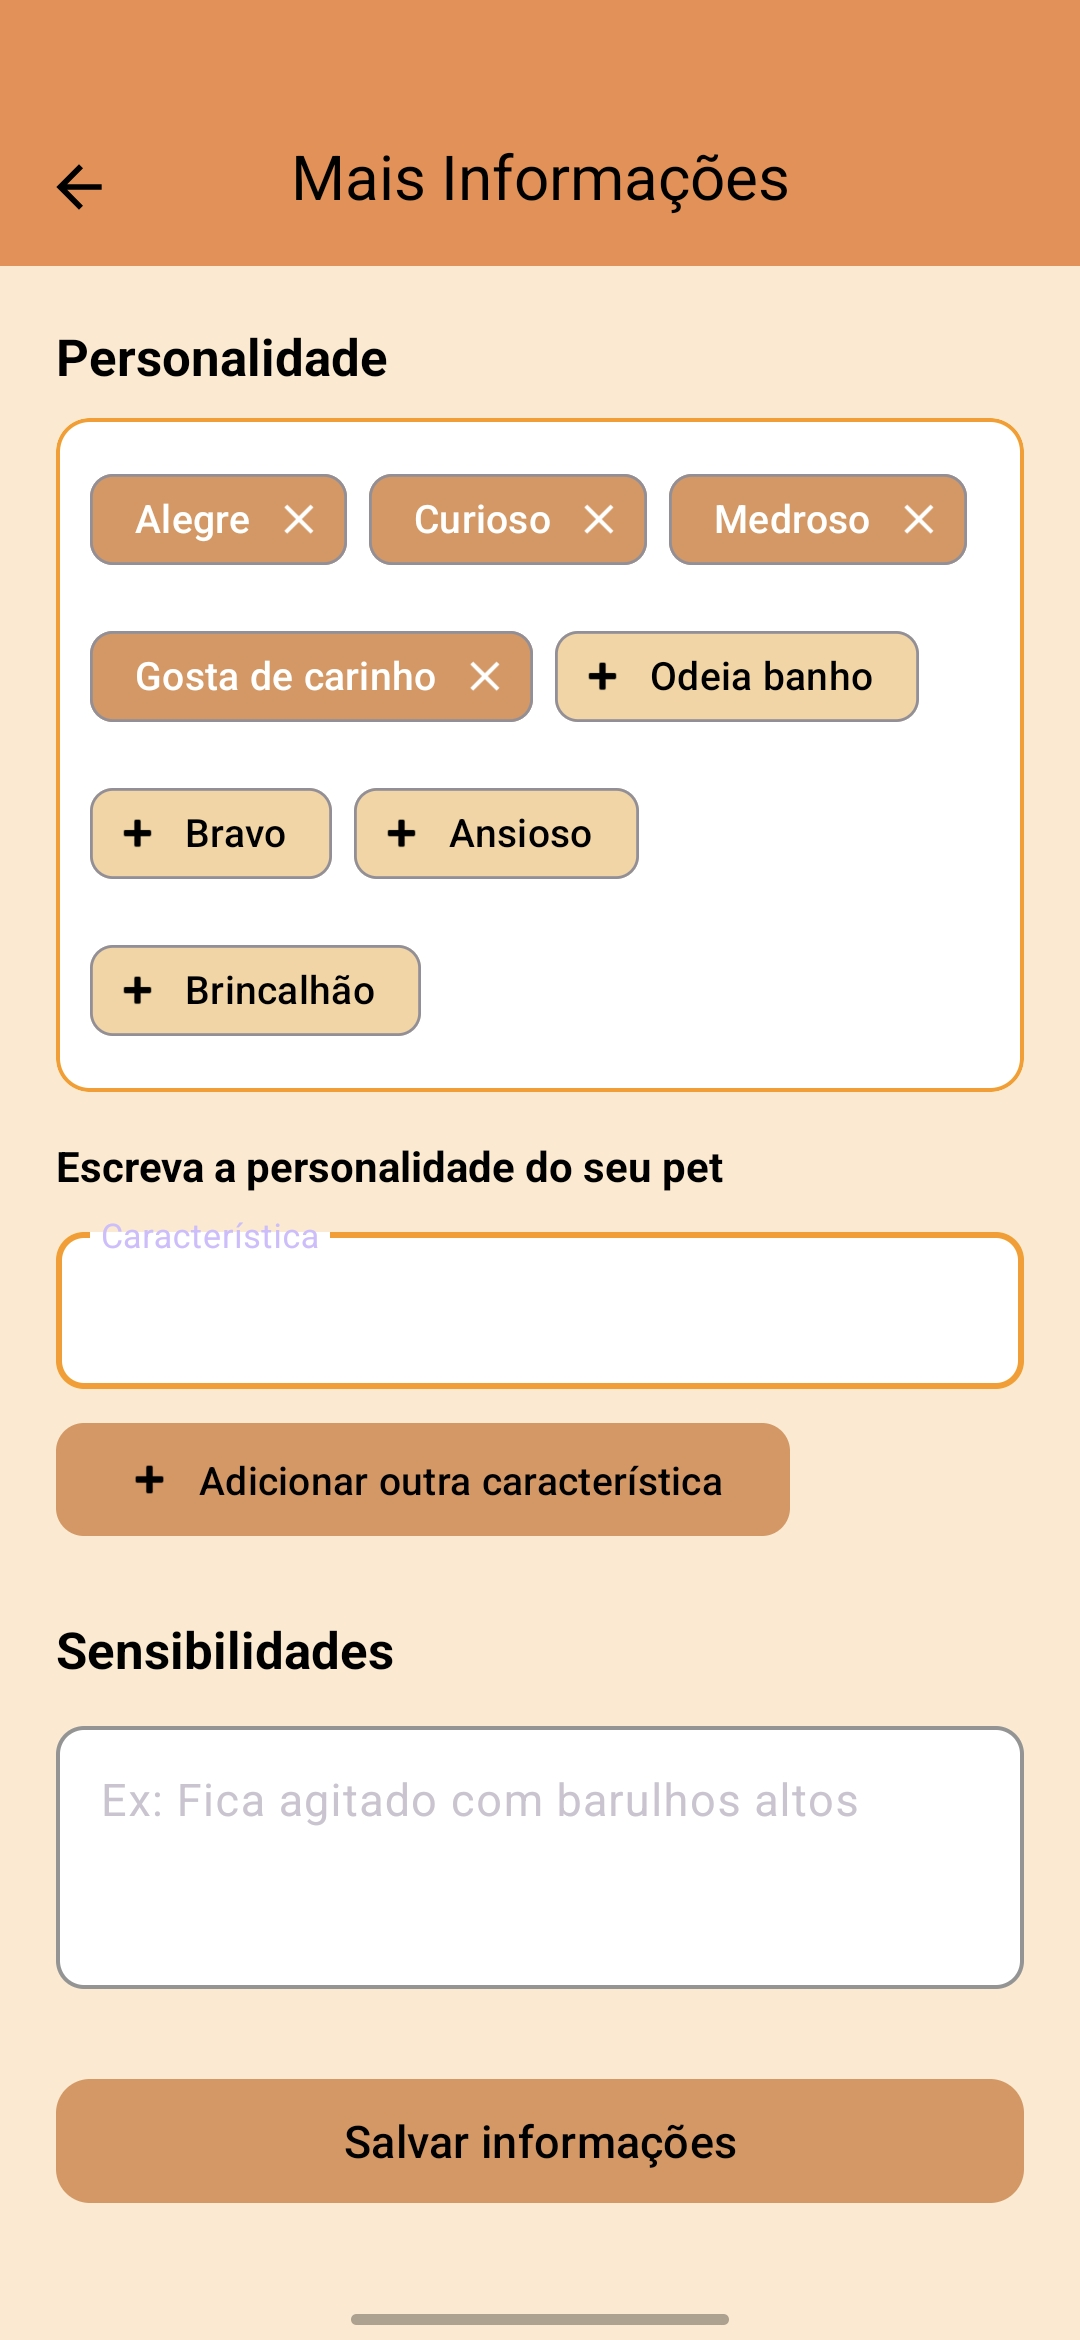 Mais Informações
Personalidade
Alegre Curioso Medroso
Gosta de carinho + Odeia banho
+ Bravo + Ansioso
+ Brincalhão
Escreva a personalidade do seu pet
Característica
+ Adicionar outra característica
Sensibilidades
Ex: Fica agitado com barulhos altos
Salvar informações